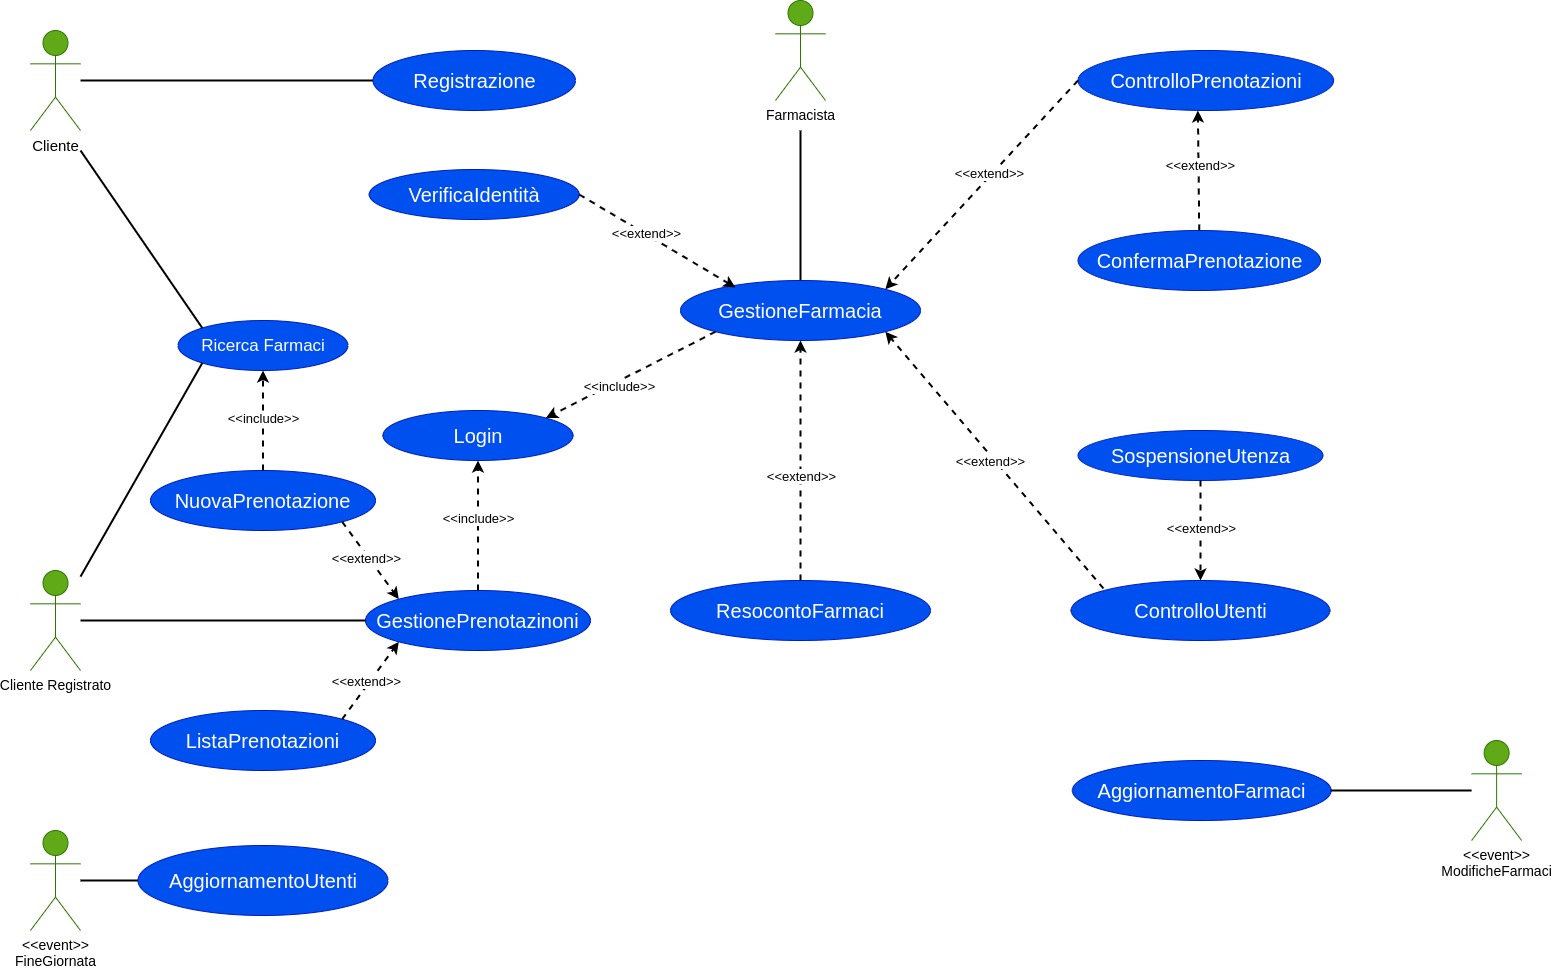 Cliente
Registrazione
Farmacista
ControlloPrenotazioni
VerificaIdentità
<<extend>>
<<extend>>
<<extend>>
ConfermaPrenotazione
GestioneFarmacia
Ricerca Farmaci
<<include>>
<<include>>
Login
SospensioneUtenza
<<extend>>
<<extend>>
NuovaPrenotazione
<<include>>
<<extend>>
<<extend>>
GestionePrenotazinoni
ResocontoFarmaci
ControlloUtenti
Cliente Registrato
<<extend>>
ListaPrenotazioni
AggiornamentoFarmaci
<<event>>
ModificheFarmaci
AggiornamentoUtenti
<<event>>
FineGiornata